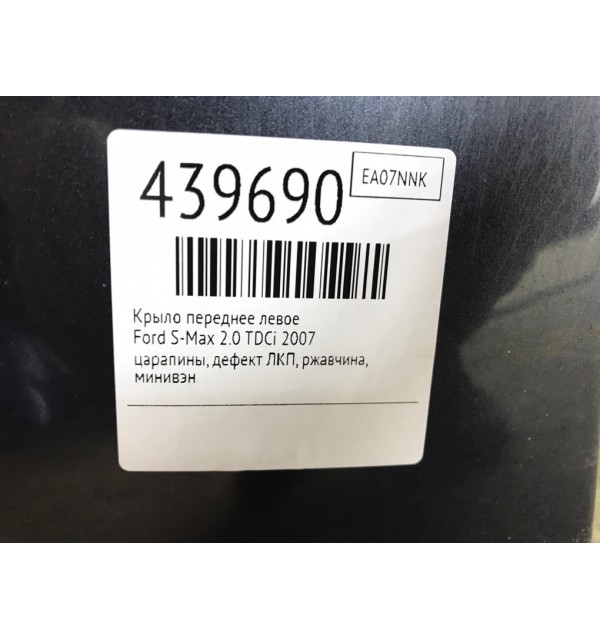 439690
EA07NNK
Крыло переднее левое
Ford S-Max 2.0 TDCi 2007
царапины, дефект ЛКП, ржавчина,
минивэн